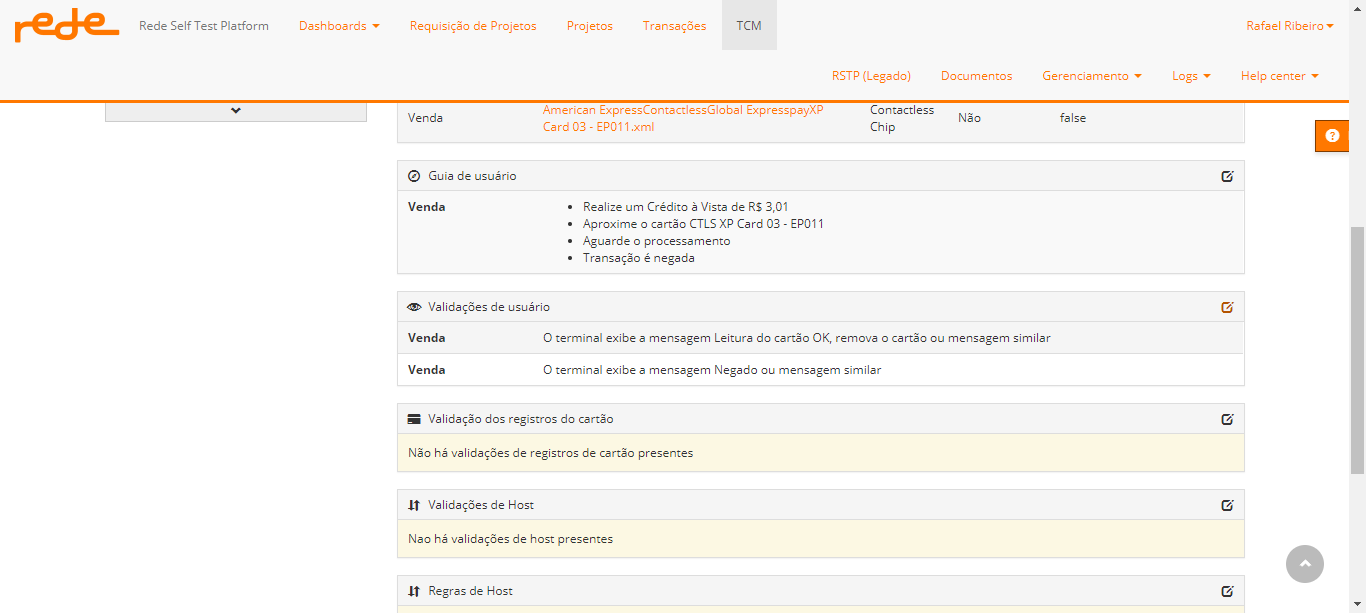 rede Rede Self Test Platform Dashboards Requisição de Projetos Projetos Transações TCM Rafael Ribeiro
RSTP (Legado) Documentos Gerenciamento Logs Help center
Venda American ExpressContactlessGlobal ExpresspayXP Contactless Não false
Card 03 - EP011.xml Chip
Guia de usuário
Venda Realize um Crédito à Vista de R$ 3,01
Aproxime o cartão CTLS XP Card 03 - EP011
Aguarde o processamento
Transação é negada
Validações de usuário
Venda O terminal exibe a mensagem Leitura do cartão OK, remova o cartão ou mensagem similar
Venda O terminal exibe a mensagem Negado ou mensagem similar
Validação dos registros do cartão
Não há validações de registros de cartão presentes
Validações de Host
Nao há validações de host presentes
Regras de Host